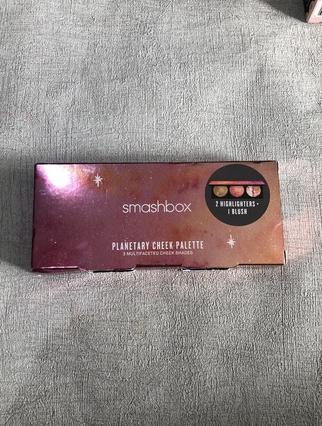 smashbox
2 HIGHLIGHTERS +
1 BLUSH
PLANETARY CHEEK PALETTE
3 MULTIFACETED CHEEK SHADES